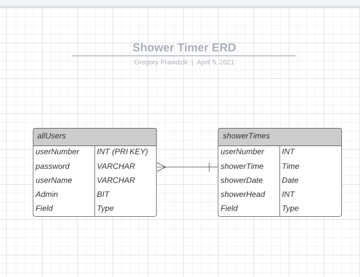 Shower Timer ERD
Gregory Prawdzik | April 5, 2021
allUsers
userNumber INT (PRI KEY)
password VARCHAR
userName VARCHAR
Admin BIT
Field Type
showerTimes
userNumber INT
showerTime Time
showerDate Date
showerHead INT
Field Type